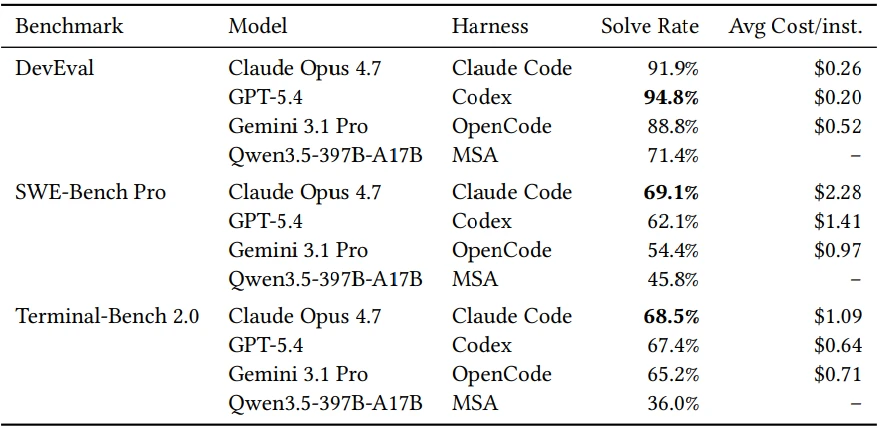 Benchmark Model Harness Solve Rate Avg Cost/inst.
DevEval Claude Opus 4.7 Claude Code 91.9% $0.26
GPT-5.4 Codex 94.8% $0.20
Gemini 3.1 Pro OpenCode 88.8% $0.52
Qwen3.5-397B-A17B MSA 71.4% –
SWE-Bench Pro Claude Opus 4.7 Claude Code 69.1% $2.28
GPT-5.4 Codex 62.1% $1.41
Gemini 3.1 Pro OpenCode 54.4% $0.97
Qwen3.5-397B-A17B MSA 45.8% –
Terminal-Bench 2.0 Claude Opus 4.7 Claude Code 68.5% $1.09
GPT-5.4 Codex 67.4% $0.64
Gemini 3.1 Pro OpenCode 65.2% $0.71
Qwen3.5-397B-A17B MSA 36.0% –